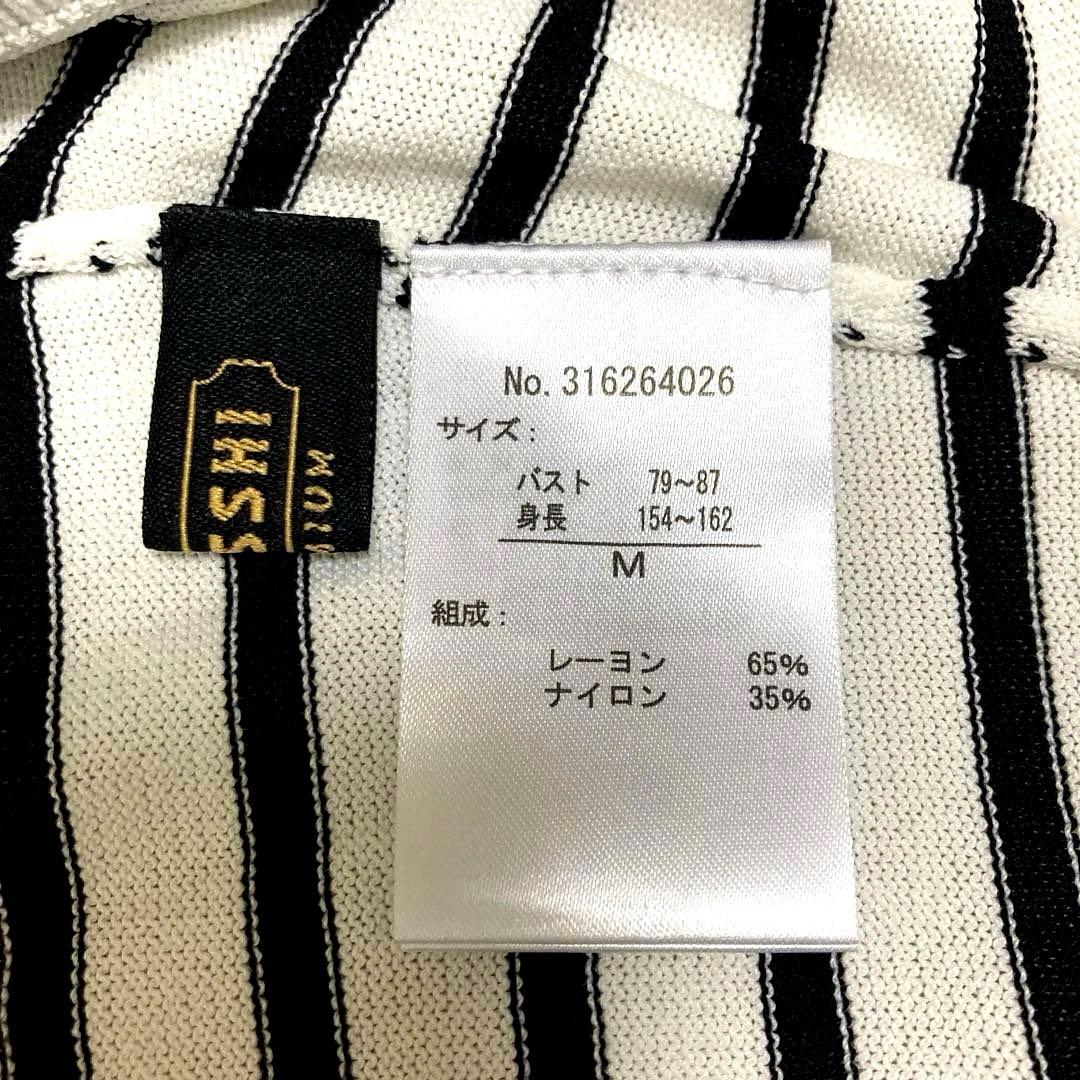 SSHI
No. 316264026
サイズ：
バスト 79～87
身長 154～162
M
組成：
レーヨン 65%
ナイロン 35%